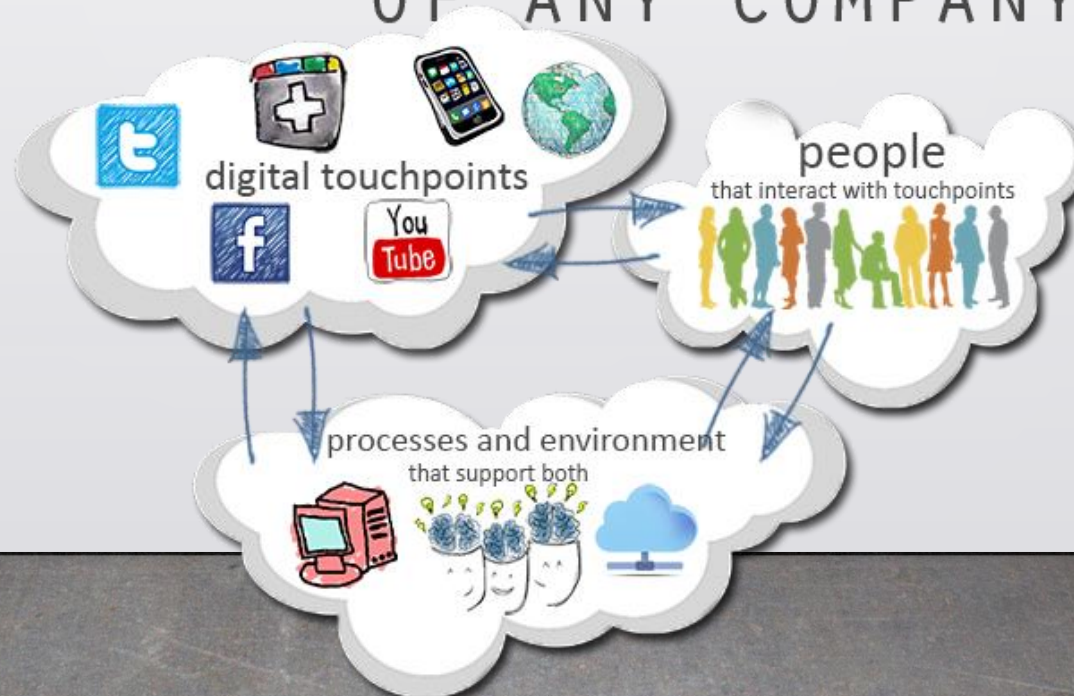 OF ANY COMPANY
t
digital touchpoints
f
You
Tube
people
that interact with touchpoints
processes and environment
that support both